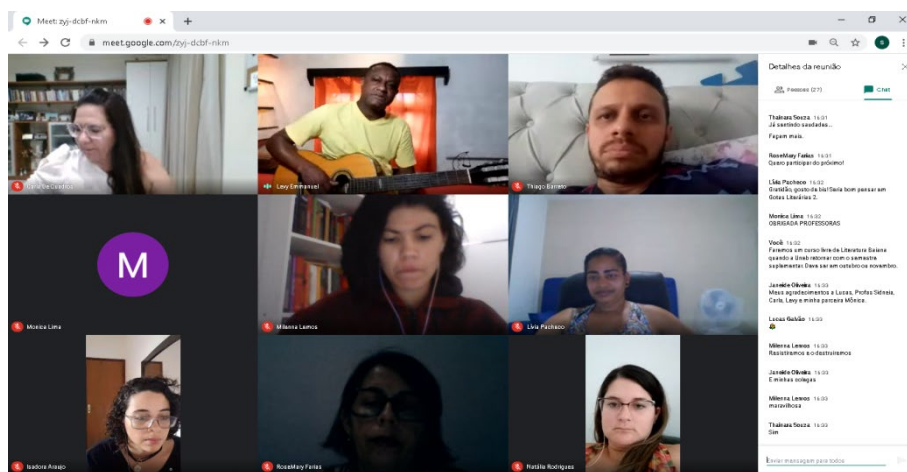 Meet: zyj-dcbf-nkm
meet.google.com/zyj-dcbf-nkm
Detalhes da reunião
Pessoas (27)
Chat
Levy Emmanuel
Thiago Barreto
M
Monica Lima
Milenna Lemos
Lívia Pacheco
Isadora Araujo
RoseMary Farias
Natália Rodrigues
Thainara Souza 16:31
Já sentindo saudades...
Façam mais.
RoseMary Farias 16:31
Quero participar do próximo!
Lívia Pacheco 16:32
Gratidão, gosto de bis! Seria bom pensar em
Gotas Literárias 2.
Monica Lima 16:32
OBRIGADA PROFESSORAS
Você 16:32
Faremos um curso livre de Literatura Baiana
quando a Uneb retornar com o semestre
suplementar. Deve ser em outubro ou novembro.
Janeide Oliveira 16:33
Meus agradecimentos a Lucas, Profas Sidneia,
Carla, Levy e minha parceira Mônica.
Lucas Galvão 16:33
Milenna Lemos 16:33
Resistiremos e o destruiremos
Janeide Oliveira 16:33
E minhas colegas
Milenna Lemos 16:33
maravilhosa
Thainara Souza 16:33
Sim
Enviar mensagem para todos